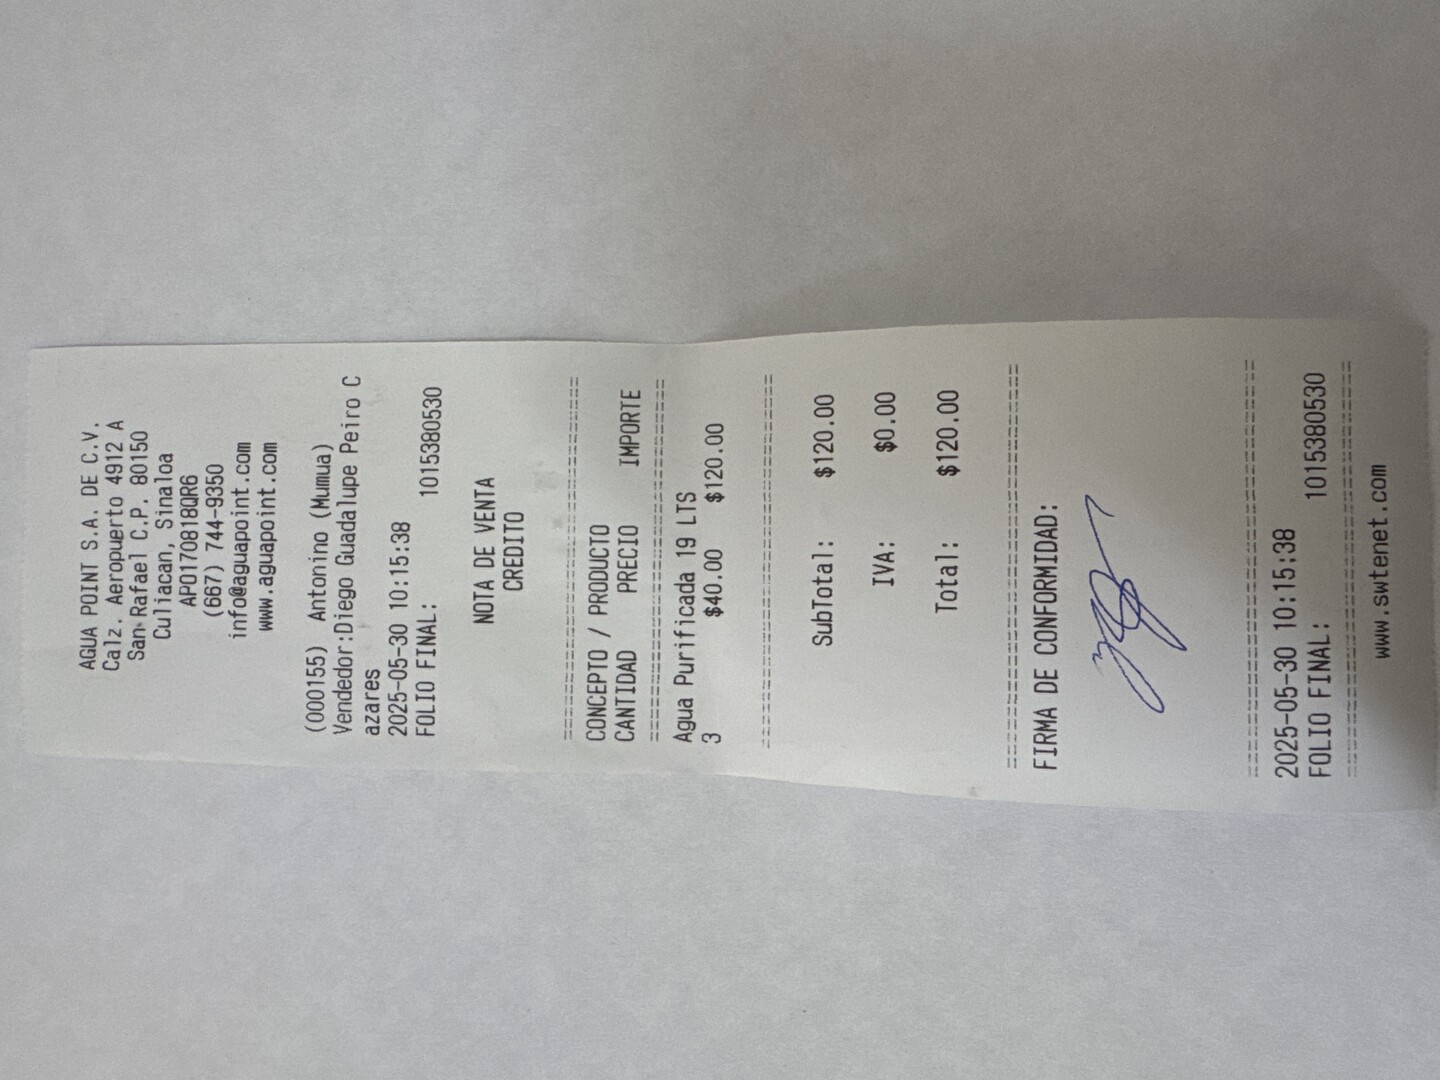 AGUA POINT S.A. DE C.V.
Calz. Aeropuerto 4912 A
San Rafael C.P. 80150
Culiacan, Sinaloa
APO170818QR6
(667) 744-9350
info@aguapoint.com
www.aguapoint.com
(000155) Antonino (Mumua)
Vendedor:Diego Guadalupe Peiro C
azares
2025-05-30 10:15:38
FOLIO FINAL: 1015380530
NOTA DE VENTA
CREDITO
================================
CONCEPTO / PRODUCTO
CANTIDAD PRECIO IMPORTE
================================
Agua Purificada 19 LTS
3 $40.00 $120.00
================================
SubTotal: $120.00
IVA: $0.00
Total: $120.00
================================
FIRMA DE CONFORMIDAD:
================================
2025-05-30 10:15:38
FOLIO FINAL: 1015380530
================================
www.swtenet.com